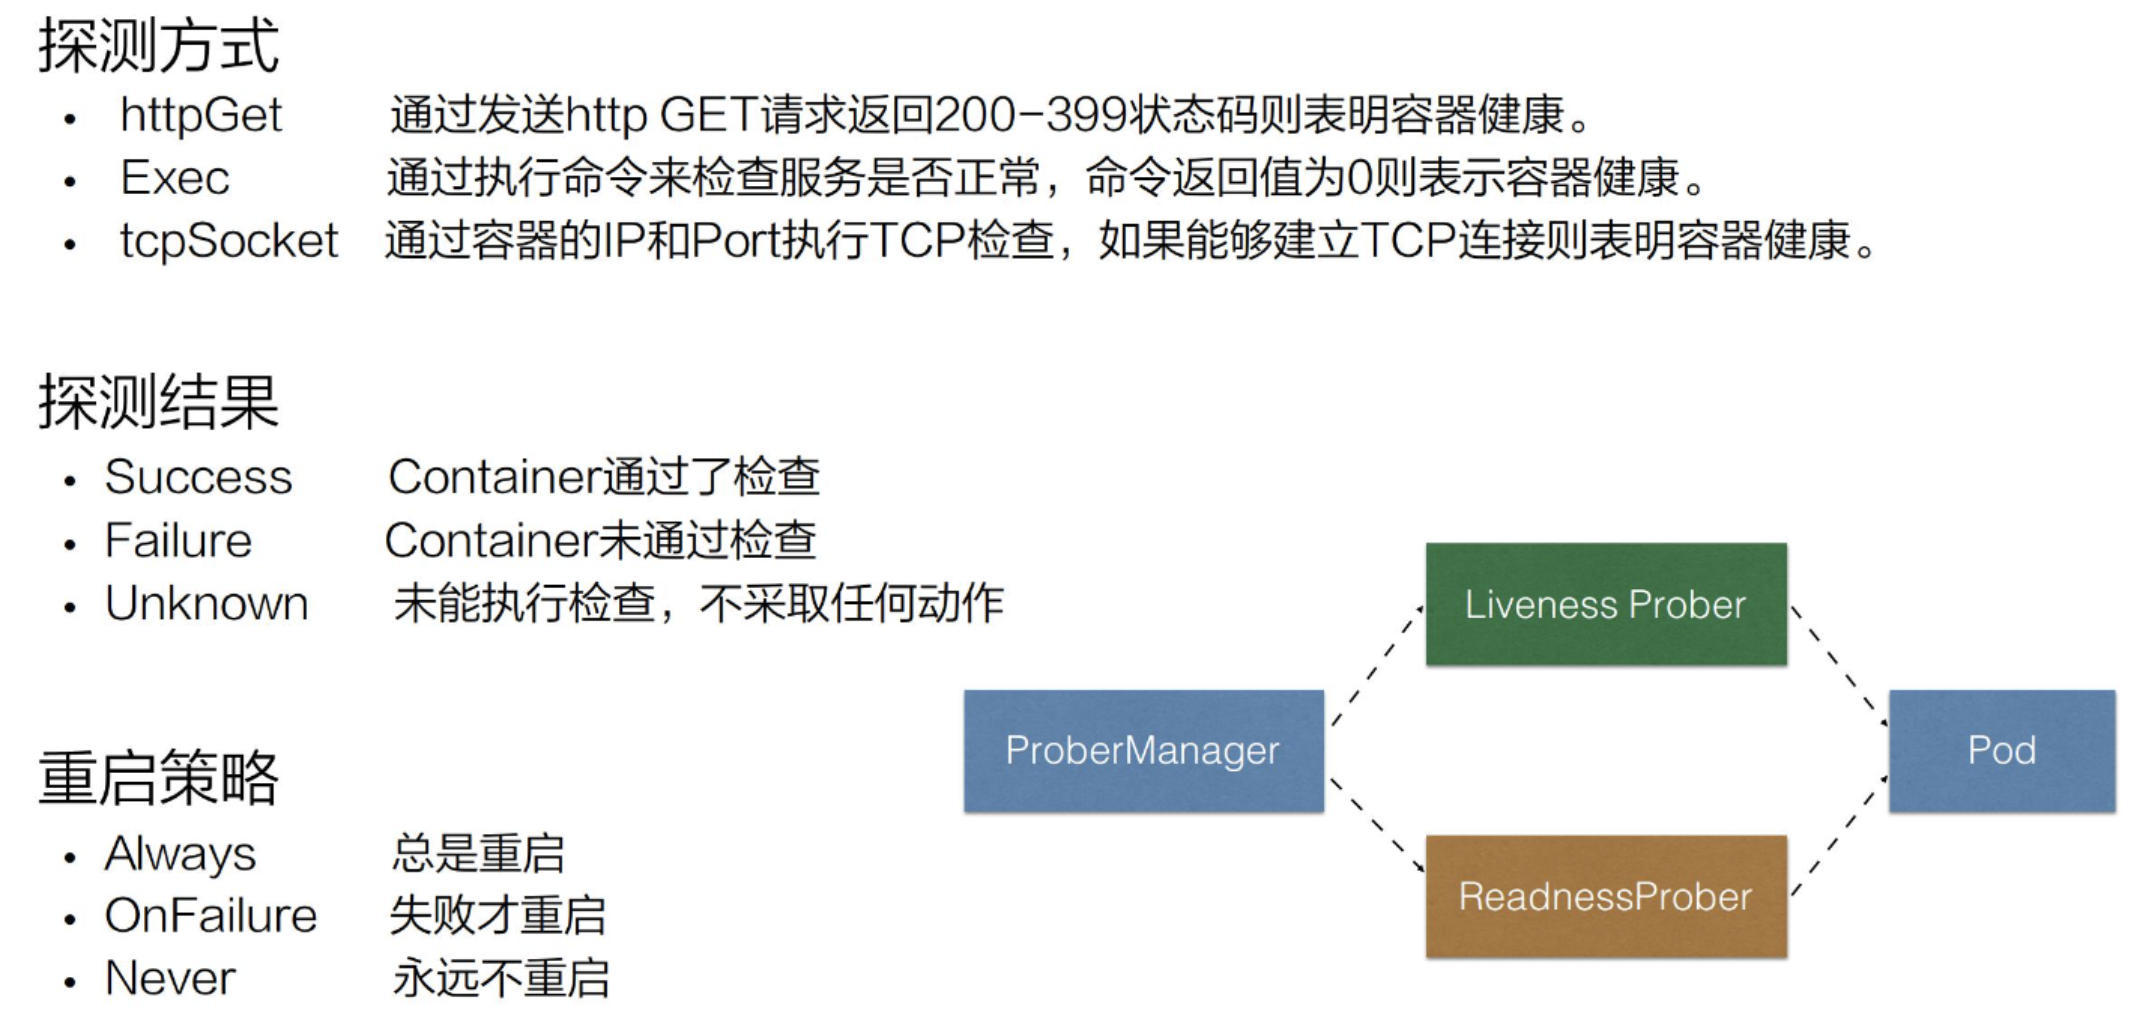 探测方式
• httpGet 通过发送http GET请求返回200-399状态码则表明容器健康。
• Exec 通过执行命令来检查服务是否正常，命令返回值为0则表示容器健康。
• tcpSocket 通过容器的IP和Port执行TCP检查，如果能够建立TCP连接则表明容器健康。
探测结果
• Success Container通过了检查
• Failure Container未通过检查
• Unknown 未能执行检查，不采取任何动作
重启策略
• Always 总是重启
• OnFailure 失败才重启
• Never 永远不重启
Liveness Prober
ProberManager
Pod
ReadnessProber